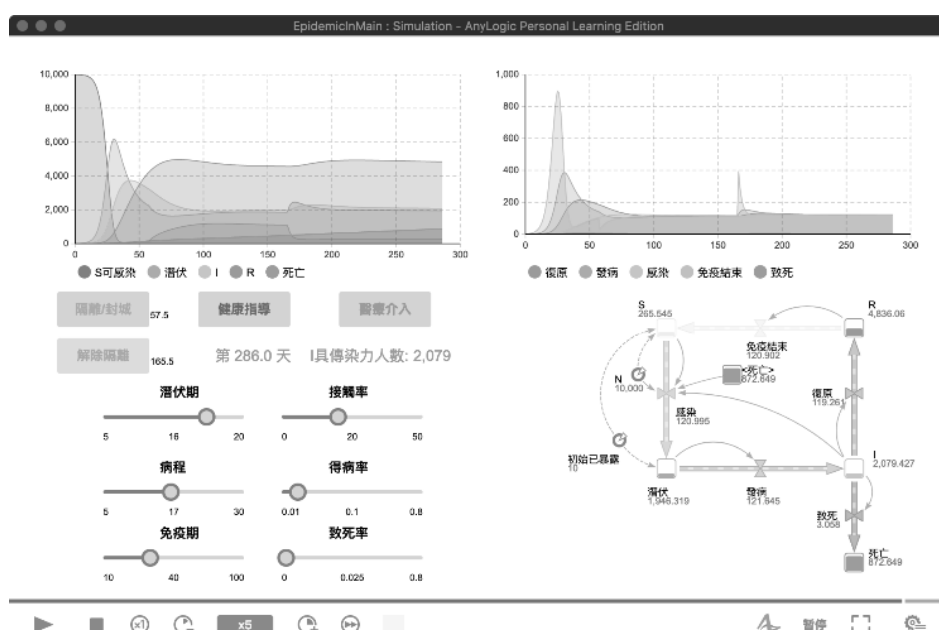 EpidemicInMain : Simulation - AnyLogic Personal Learning Edition
10,000
8,000
6,000
4,000
2,000
0
0 50 100 150 200 250 300
S可感染 潛伏 I R 死亡
1,000
800
600
400
200
0
0 50 100 150 200 250 300
復原 發病 感染 免疫結束 致死
隔離/封城 57.5 健康指導 醫療介入
解除隔離 165.5 第 286.0 天 I具傳染力人數: 2,079
潛伏期 接觸率
5 16 20 0 20 50
病程 得病率
5 17 30 0.01 0.1 0.8
免疫期 致死率
10 40 100 0 0.025 0.8
S
265.545
R
4,836.06
免疫結束
120.902
<死亡>
872.649
N
10,000
復原
119.261
感染
120.995
初始已暴露
10
I
2,079.427
潛伏
1,946.319
發病
121.645
致死
3.058
死亡
872.649
x1 x5 暫停